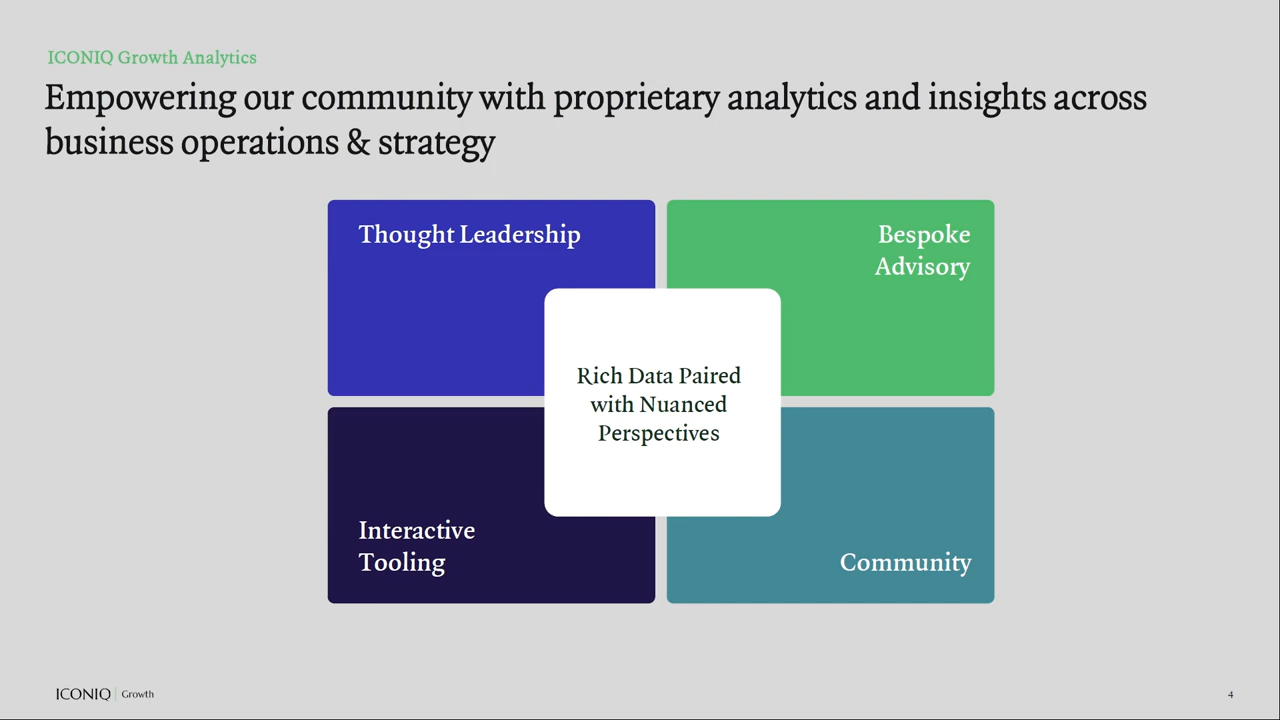 ICONIQ Growth Analytics
Empowering our community with proprietary analytics and insights across
business operations & strategy
Thought Leadership
Bespoke
Advisory
Rich Data Paired
with Nuanced
Perspectives
Interactive
Tooling
Community
ICONIQ | Growth
4